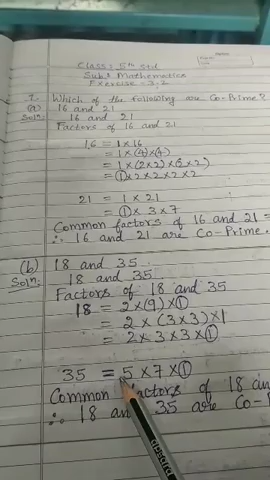 Class: 5th std
Sub: Mathematics
Exercise - 3.2
7. Which of the following are Co-Prime?
(a) 16 and 21
Soln: 16 and 21
Factors of 16 and 21
16 = 1×16
= 1×(4)×(4)
= 1×(2×2)×(2×2)
= ①×2×2×2×2
21 = 1×21
= ①×3×7
Common factors of 16 and 21 =
∴ 16 and 21 are Co-Prime.
(b) 18 and 35
Soln: 18 and 35
Factors of 18 and 35
18 = 2×(9)×①
= 2×(3×3)×1
= 2×3×3×①
35 = 5×7×①
Common factors of 18 an
∴ 18 and 35 are Co-P